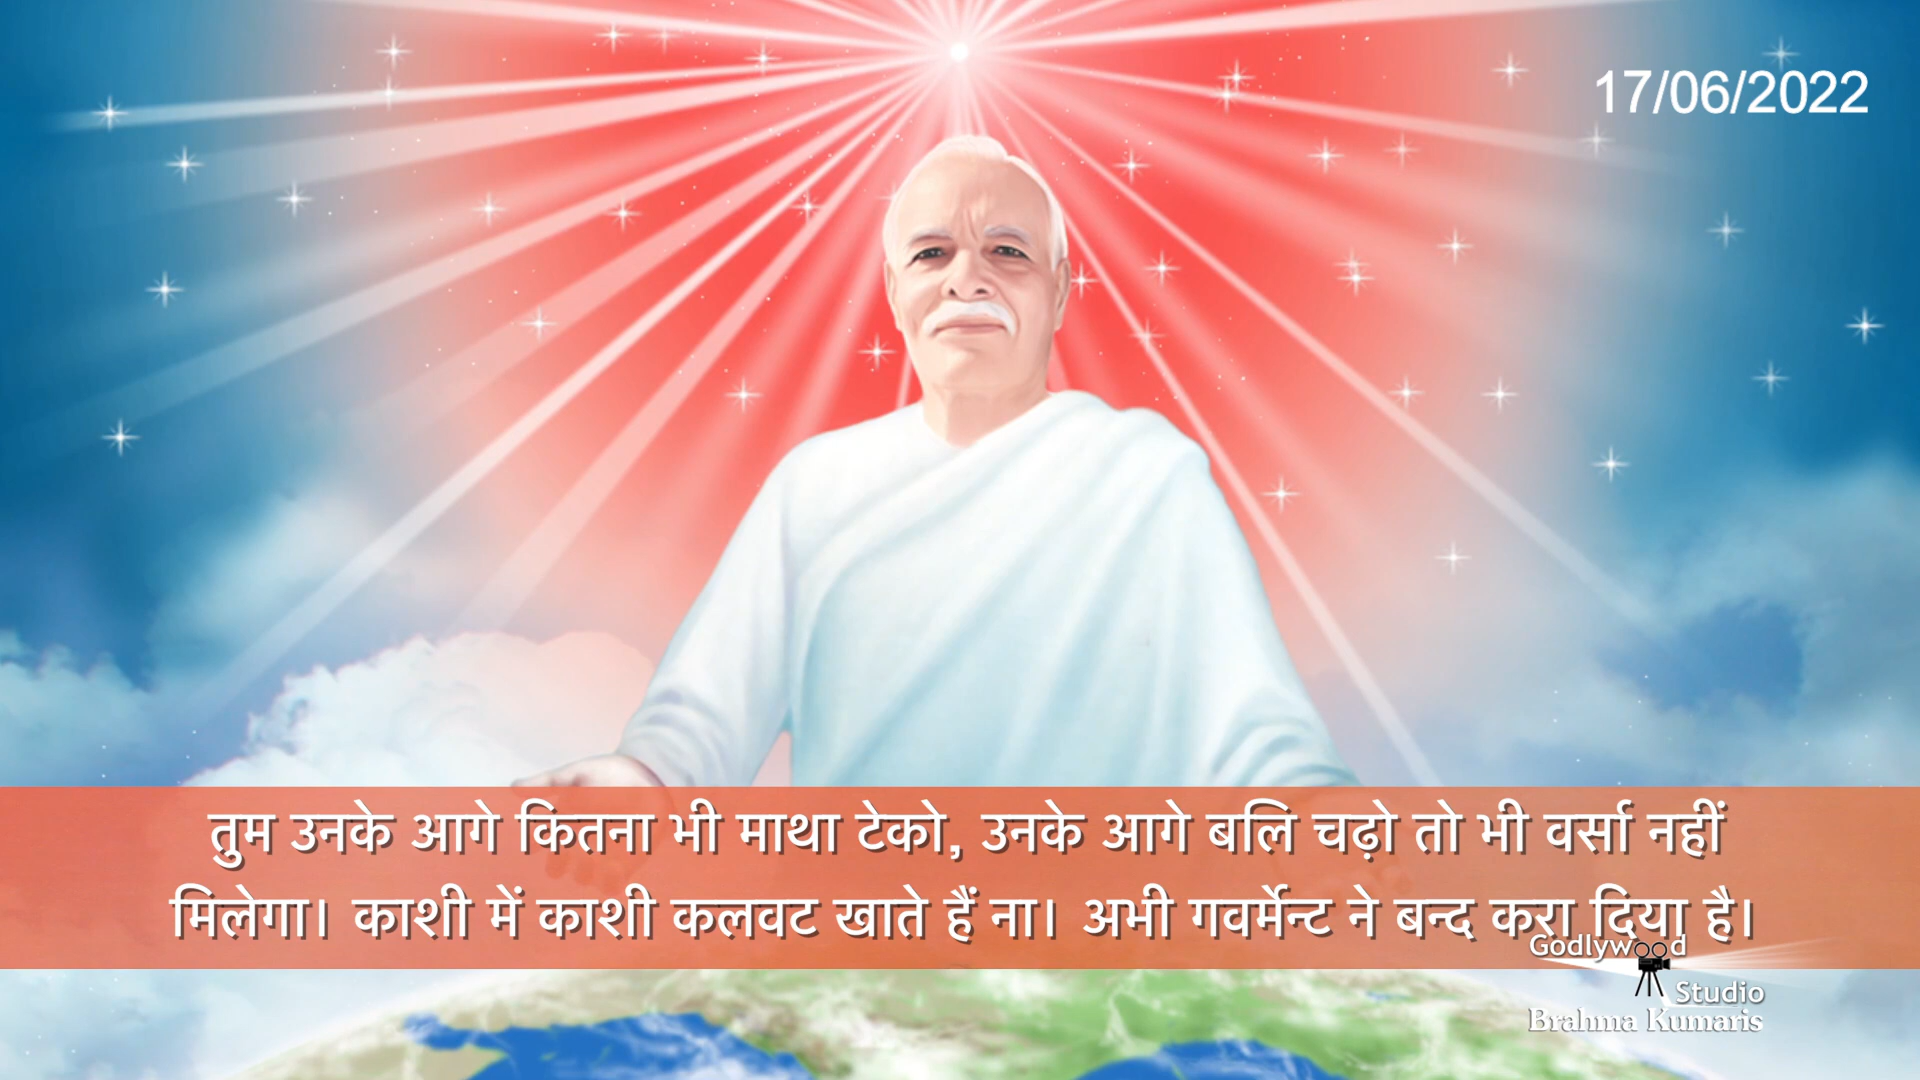 17/06/2022
तुम उनके आगे कितना भी माथा टेको, उनके आगे बलि चढ़ो तो भी वर्सा नहीं
मिलेगा। काशी में काशी कलवट खाते हैं ना। अभी गवर्मेन्ट ने बन्द करा दिया है।
Godlywood
Studio
Brahma Kumaris